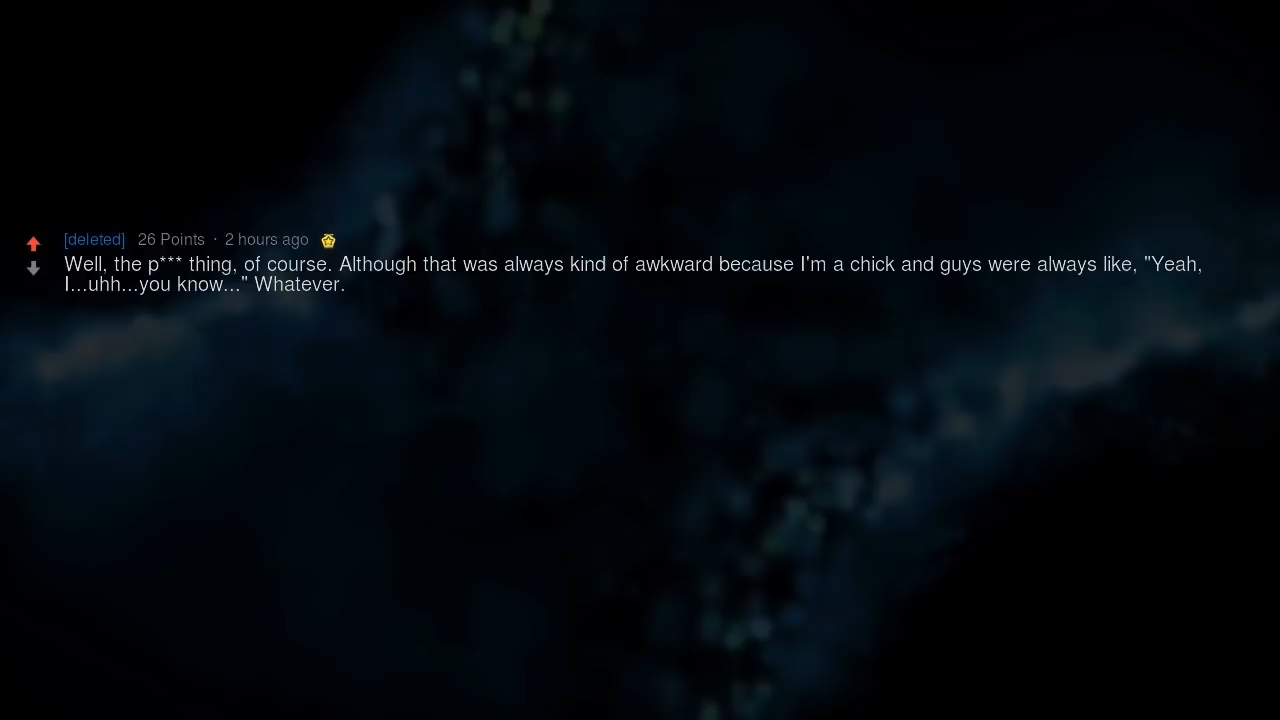 [deleted] 26 Points · 2 hours ago
Well, the p*** thing, of course. Although that was always kind of awkward because I'm a chick and guys were always like, "Yeah,
I...uhh...you know..." Whatever.